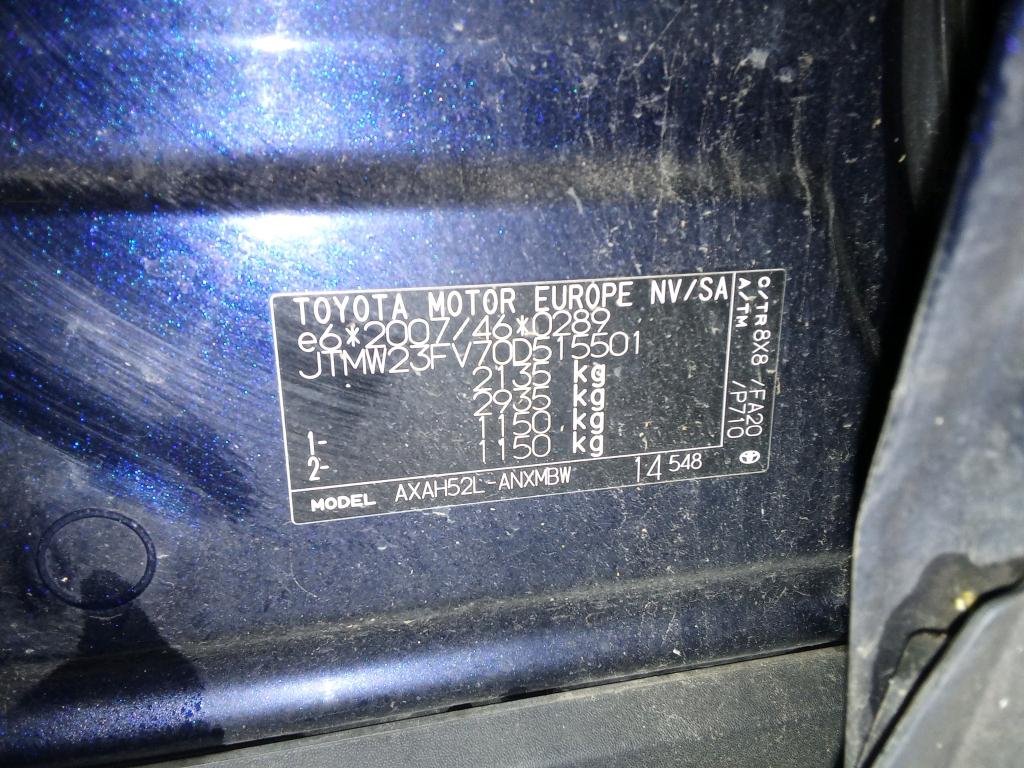 TOYOTA MOTOR EUROPE NV/SA
e6*2007/46*0289
JTMW23FV70D515501
2135 kg
2935 kg
1- 1150 kg
2- 1150 kg
MODEL AXAH52L-ANXMBW 14 548
C/TR 8X8 /FA20
A/TM /P710